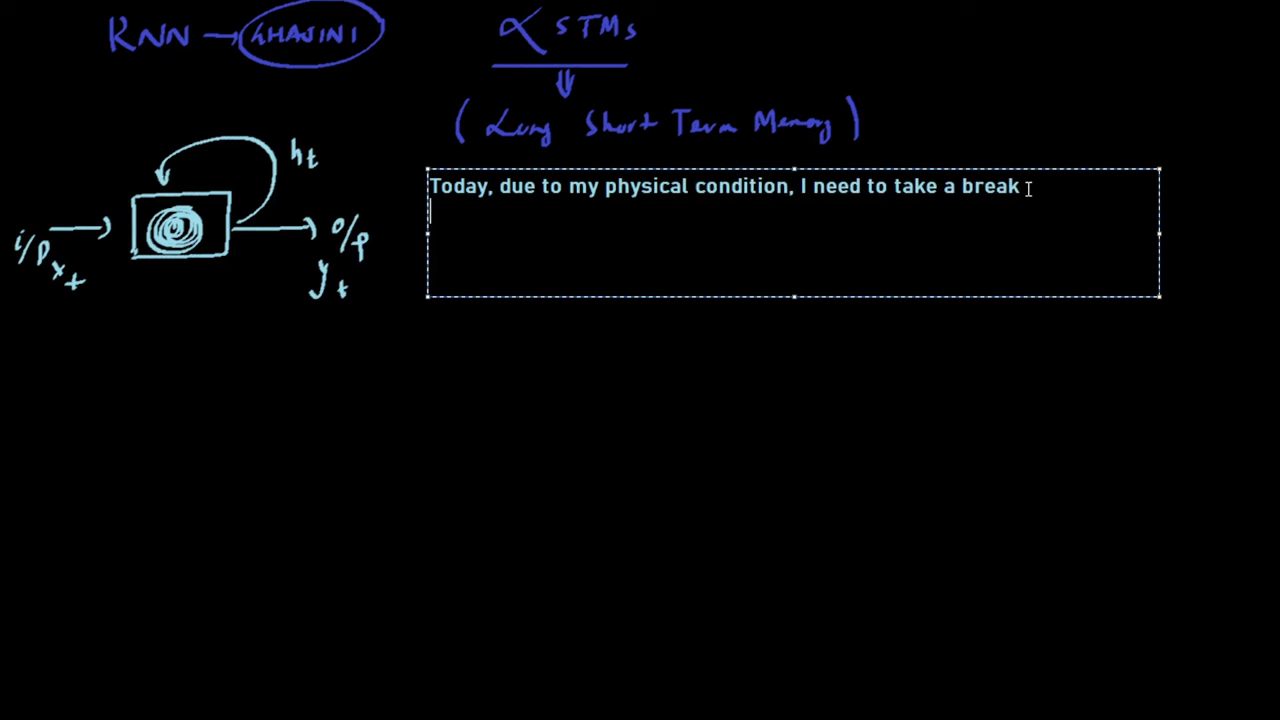 RNN → GHAJINI
LSTMs
(Long Short Term Memory)
ht
Today, due to my physical condition, I need to take a break
i/p xt
o/p
yt